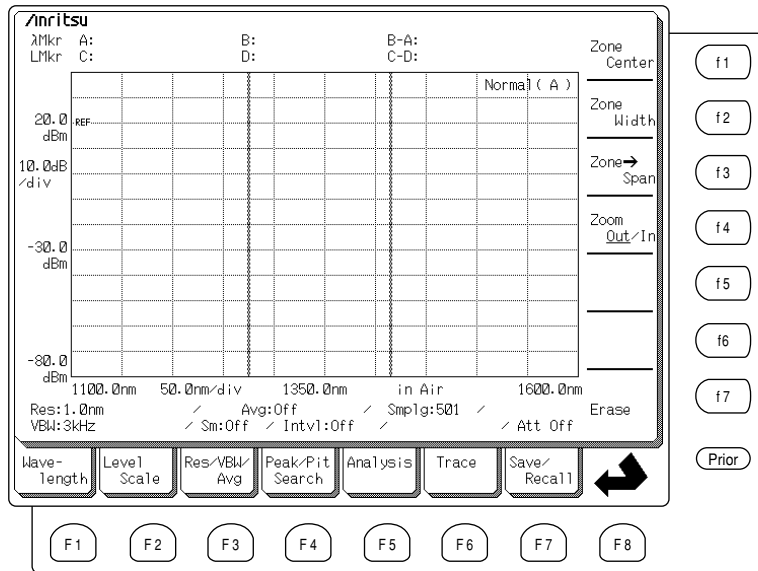 Anritsu
λMkr A: B: B-A:
LMkr C: D: C-D:
Normal ( A )
20.0
dBm
REF
10.0dB
/div
-30.0
dBm
-80.0
dBm
1100.0nm 50.0nm/div 1350.0nm in Air 1600.0nm
Res:1.0nm / Avg:Off / Smplg:501 /
VBW:3kHz / Sm:Off / Intvl:Off / / Att Off
Zone
Center
Zone
Width
Zone➔
Span
Zoom
Out/In
Erase
f1
f2
f3
f4
f5
f6
f7
Prior
Wave-
length
Level
Scale
Res/VBW/
Avg
Peak/Pit
Search
Analysis
Trace
Save/
Recall
F1 F2 F3 F4 F5 F6 F7 F8